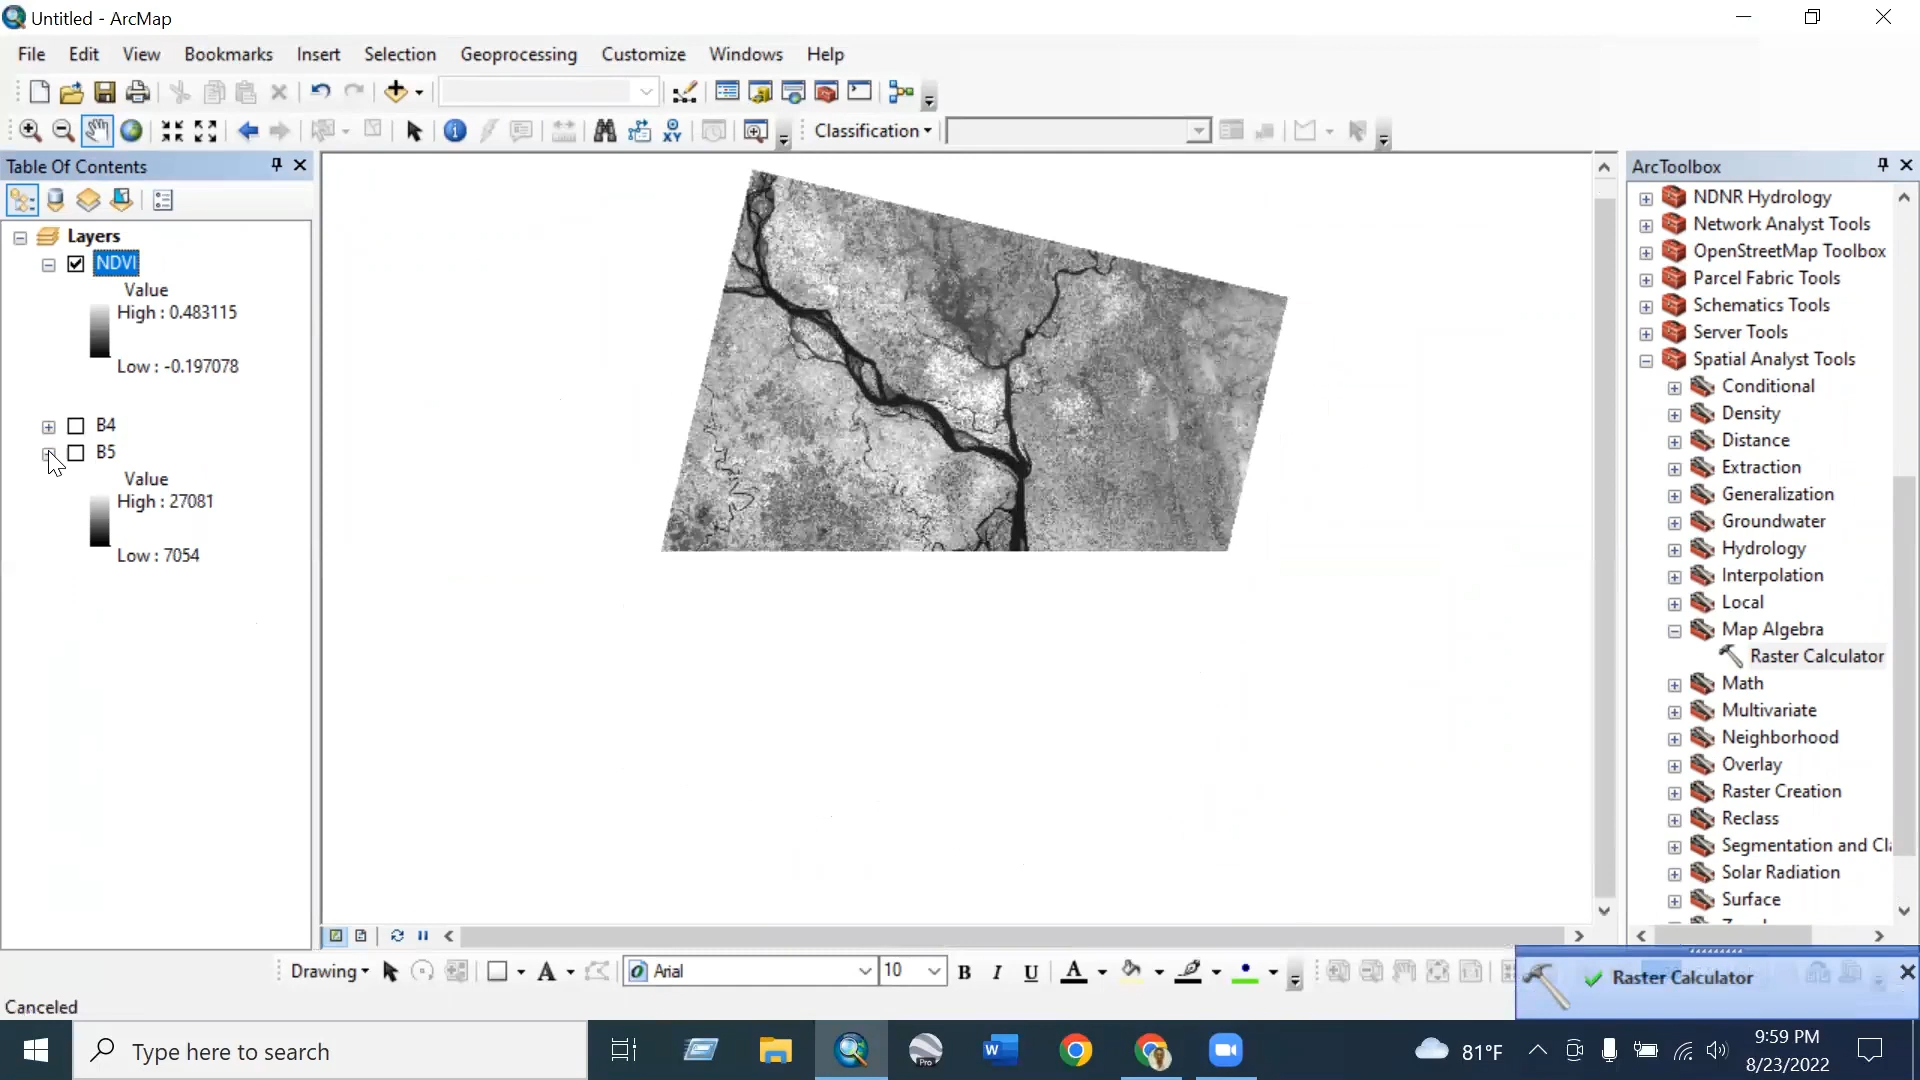 Untitled - ArcMap
File Edit View Bookmarks Insert Selection Geoprocessing Customize Windows Help
Classification
Table Of Contents
Layers
NDVI
Value
High : 0.483115
Low : -0.197078
B4
B5
Value
High : 27081
Low : 7054
ArcToolbox
NDNR Hydrology
Network Analyst Tools
OpenStreetMap Toolbox
Parcel Fabric Tools
Schematics Tools
Server Tools
Spatial Analyst Tools
Conditional
Density
Distance
Extraction
Generalization
Groundwater
Hydrology
Interpolation
Local
Map Algebra
Raster Calculator
Math
Multivariate
Neighborhood
Overlay
Raster Creation
Reclass
Segmentation and Cl
Solar Radiation
Surface
Drawing A Arial 10 B I U A
Raster Calculator
Canceled
Type here to search
Pro
W
81°F
9:59 PM
8/23/2022